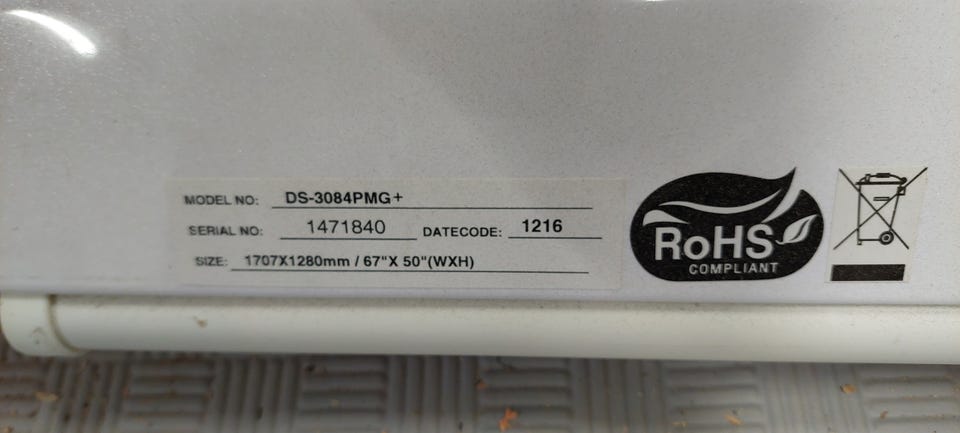 MODEL NO: DS-3084PMG+
SERIAL NO: 1471840 DATECODE: 1216
SIZE: 1707X1280mm / 67"X 50"(WXH)
RoHS
COMPLIANT